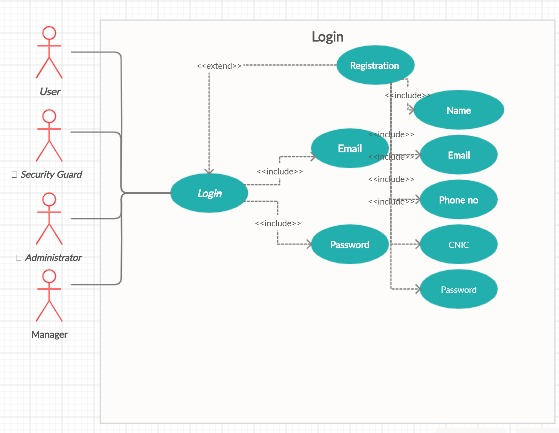 Login
Registration
<<extend>>
<<include>>
Name
User
<<include>>
Email
<<include>>
Email
<<include>>
Security Guard
<<include>>
Login
<<include>>
Phone no
<<include>>
Password
CNIC
Administrator
Password
Manager